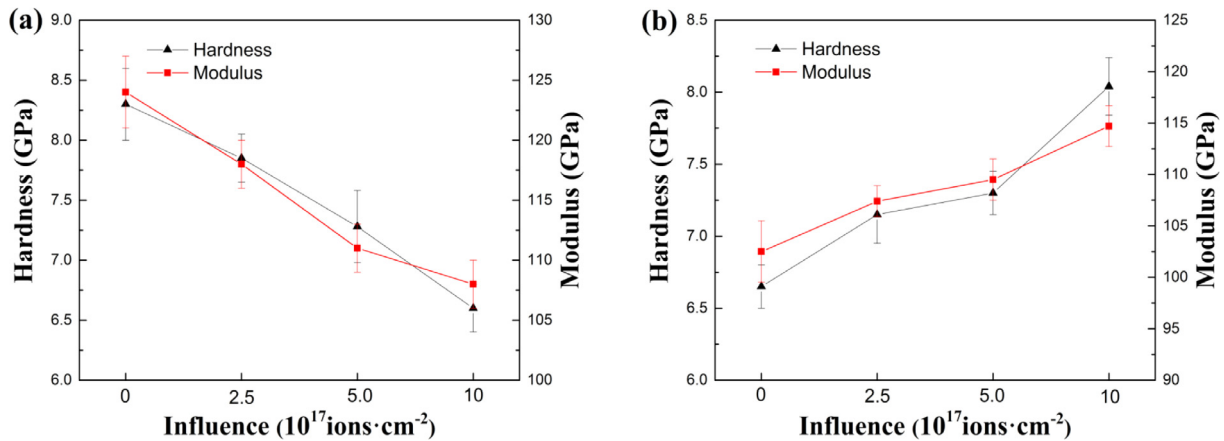 (a)
Hardness (GPa)
9.0
8.5
8.0
7.5
7.0
6.5
6.0
Hardness
Modulus
130
125
120
115
110
105
100
Modulus (GPa)
0 2.5 5.0 10
Influence (10¹⁷ions·cm⁻²)
(b)
Hardness (GPa)
8.5
8.0
7.5
7.0
6.5
6.0
Hardness
Modulus
125
120
115
110
105
100
95
90
Modulus (GPa)
0 2.5 5.0 10
Influence (10¹⁷ions·cm⁻²)